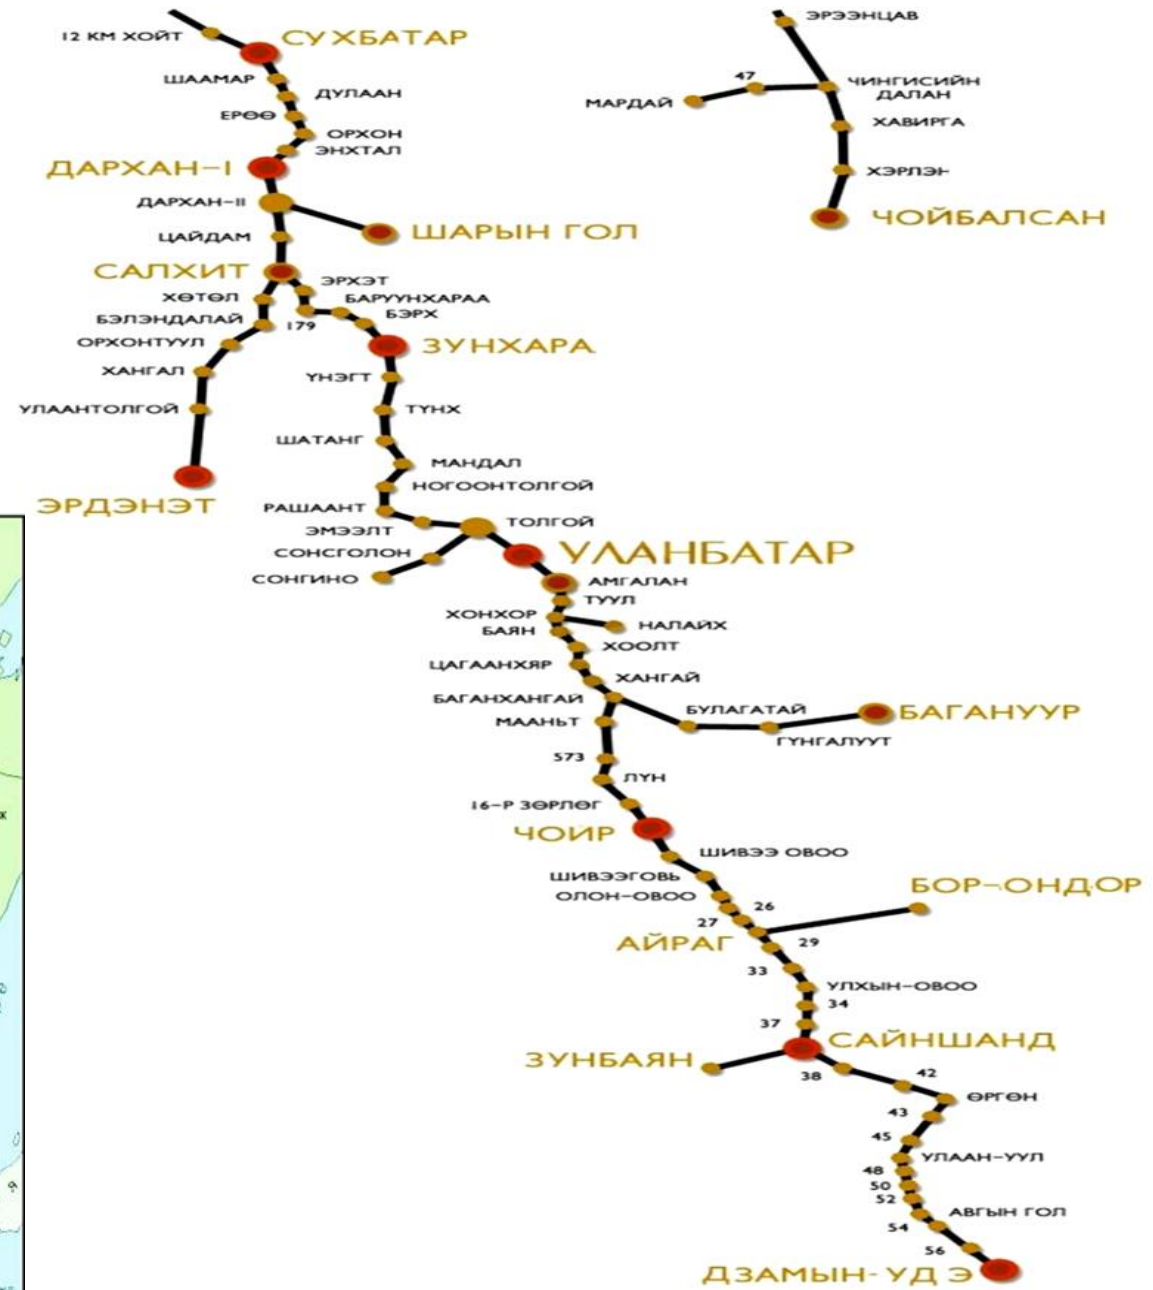 12 КМ ХОЙТ
СУХБАТАР
ШААМАР
ДУЛААН
ЕРӨӨ
ОРХОН
ЭНХТАЛ
ДАРХАН-I
ДАРХАН-II
ШАРЫН ГОЛ
ЦАЙДАМ
САЛХИТ
ЭРХЭТ
ХӨТӨЛ
БАРУУНХАРАА
БЭРХ
БЭЛЭНДАЛАЙ
179
ОРХОНТУУЛ
ЗУНХАРА
ХАНГАЛ
ҮНЭГТ
УЛААНТОЛГОЙ
ТҮНХ
ШАТАНГ
МАНДАЛ
НОГООНТОЛГОЙ
ЭРДЭНЭТ
РАШААНТ
ЭМЭЭЛТ
ТОЛГОЙ
СОНСГОЛОН
СОНГИНО
УЛАНБАТАР
АМГАЛАН
ТУУЛ
ХОНХОР
НАЛАЙХ
БАЯН
ХООЛТ
ЦАГААНХЯР
ХАНГАЙ
БАГАНХАНГАЙ
БУЛАГАТАЙ
БАГАНУУР
МААНЬТ
ГҮНГАЛУУТ
573
ЛҮН
16-Р ЗӨРЛӨГ
ЧОИР
ШИВЭЭ ОВОО
ШИВЭЭГОВЬ
ОЛОН-ОВОО
БОР-ОНДОР
26
27
АЙРАГ
29
33
УЛХЫН-ОВОО
34
37
САЙНШАНД
ЗУНБАЯН
38
42
ӨРГӨН
43
45
УЛААН-УУЛ
48
50
52
АВГЫН ГОЛ
54
56
ДЗАМЫН-УД Э
ЭРЭЭНЦАВ
47
МАРДАЙ
ЧИНГИСИЙН
ДАЛАН
ХАВИРГА
ХЭРЛЭН
ЧОЙБАЛСАН